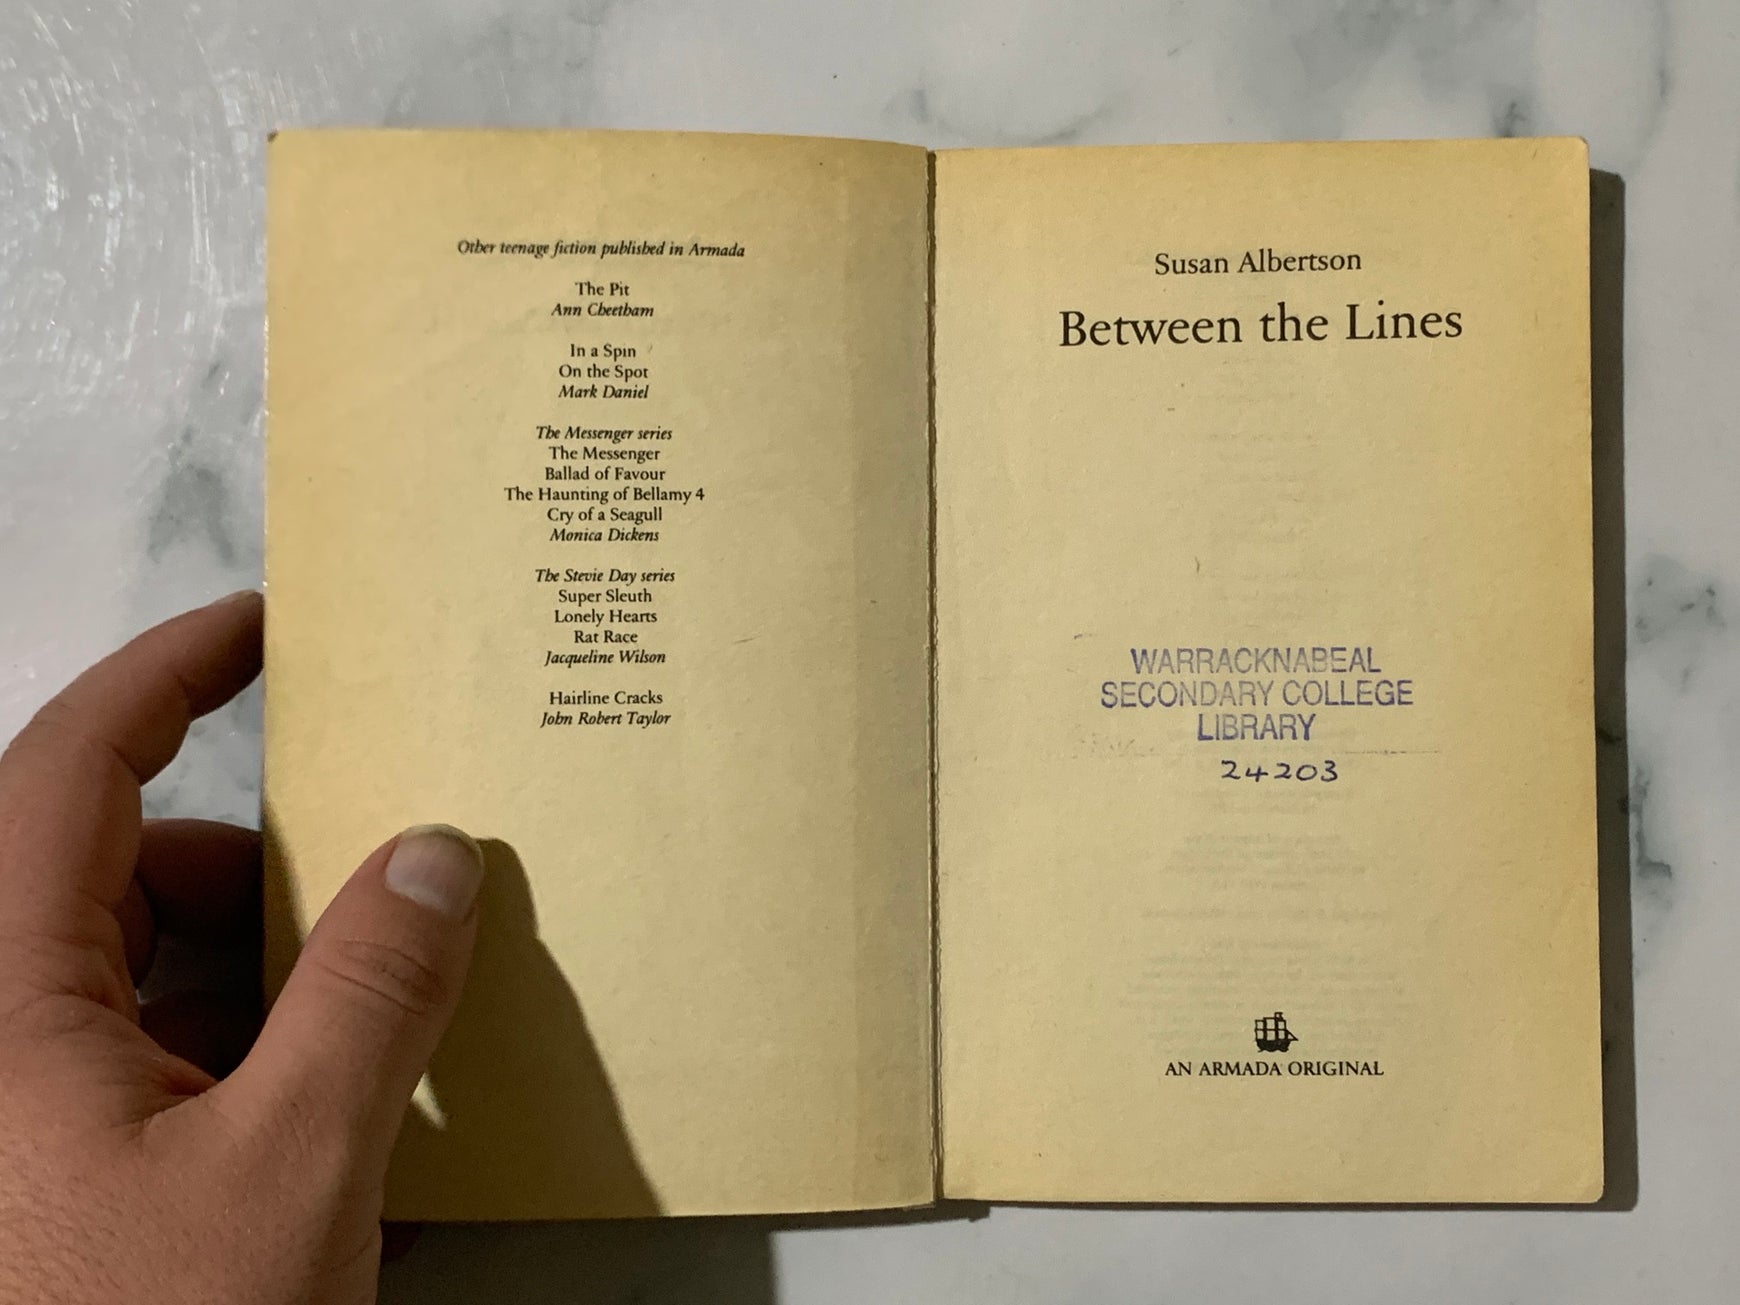 Other teenage fiction published in Armada
The Pit
Ann Cheetham
In a Spin
On the Spot
Mark Daniel
The Messenger series
The Messenger
Ballad of Favour
The Haunting of Bellamy 4
Cry of a Seagull
Monica Dickens
The Stevie Day series
Super Sleuth
Lonely Hearts
Rat Race
Jacqueline Wilson
Hairline Cracks
John Robert Taylor
Susan Albertson
Between the Lines
WARRACKNABEAL
SECONDARY COLLEGE
LIBRARY
24203
AN ARMADA ORIGINAL